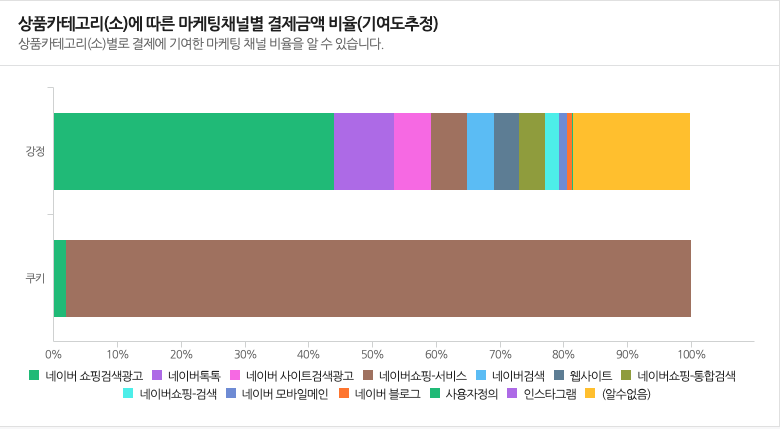 상품카테고리(소)에 따른 마케팅채널별 결제금액 비율(기여도추정)
상품카테고리(소)별로 결제에 기여한 마케팅 채널 비율을 알 수 있습니다.
강정
쿠키
0% 10% 20% 30% 40% 50% 60% 70% 80% 90% 100%
네이버 쇼핑검색광고 네이버톡톡 네이버 사이트검색광고 네이버쇼핑-서비스 네이버검색 웹사이트 네이버쇼핑-통합검색
네이버쇼핑-검색 네이버 모바일메인 네이버 블로그 사용자정의 인스타그램 (알수없음)